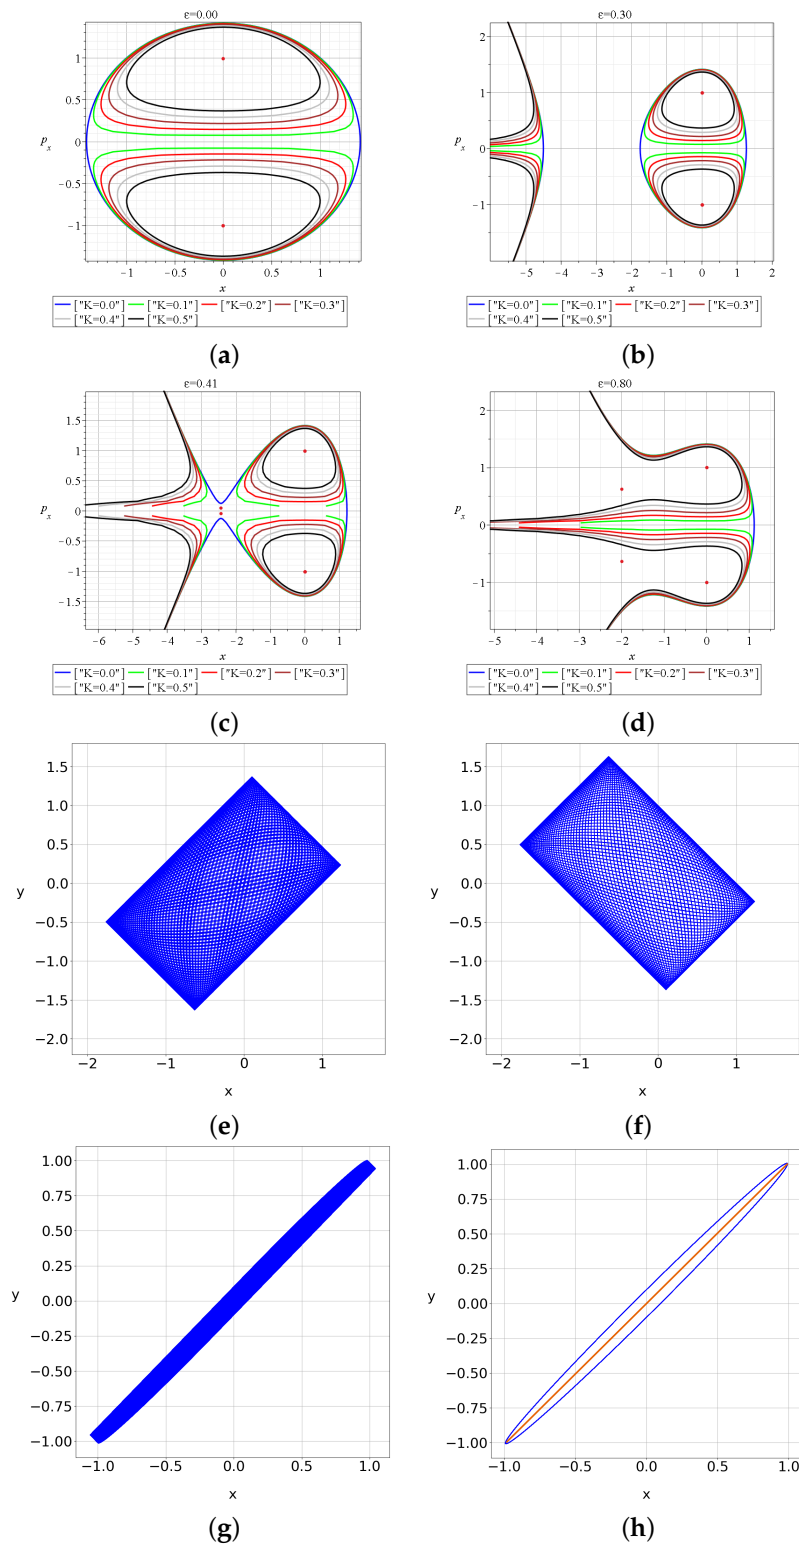 ε=0.00
1
0.5
p_x 0
−0.5
−1
−1 −0.5 0 0.5 1
x
["K=0.0"] ["K=0.1"] ["K=0.2"] ["K=0.3"]
["K=0.4"] ["K=0.5"]
(a)
ε=0.30
2
1
p_x 0
−1
−5 −4 −3 −2 −1 0 1 2
x
["K=0.0"] ["K=0.1"] ["K=0.2"] ["K=0.3"]
["K=0.4"] ["K=0.5"]
(b)
ε=0.41
1.5
1
0.5
p_x 0
−0.5
−1
−1.5
−6 −5 −4 −3 −2 −1 0 1
x
["K=0.0"] ["K=0.1"] ["K=0.2"] ["K=0.3"]
["K=0.4"] ["K=0.5"]
(c)
ε=0.80
2
1
p_x 0
−1
−5 −4 −3 −2 −1 0 1
x
["K=0.0"] ["K=0.1"] ["K=0.2"] ["K=0.3"]
["K=0.4"] ["K=0.5"]
(d)
1.5
1.0
0.5
y 0.0
−0.5
−1.0
−1.5
−2.0
−2 −1 0 1
x
(e)
1.5
1.0
0.5
y 0.0
−0.5
−1.0
−1.5
−2.0
−2 −1 0 1
x
(f)
1.00
0.75
0.50
0.25
y 0.00
−0.25
−0.50
−0.75
−1.00
−1.0 −0.5 0.0 0.5 1.0
x
(g)
1.00
0.75
0.50
0.25
y 0.00
−0.25
−0.50
−0.75
−1.00
−1.0 −0.5 0.0 0.5 1.0
x
(h)